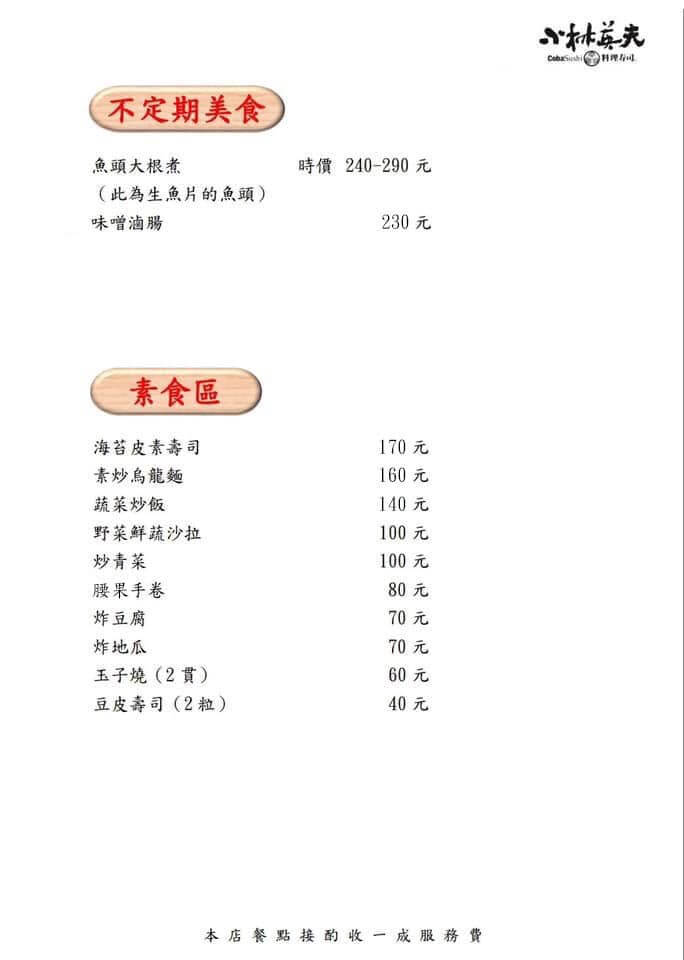 小林英夫
CobaSushi 料理壽司
不定期美食
魚頭大根煮 時價 240-290 元
（此為生魚片的魚頭）
味噌滷腸 230 元
素食區
海苔皮素壽司 170 元
素炒烏龍麵 160 元
蔬菜炒飯 140 元
野菜鮮蔬沙拉 100 元
炒青菜 100 元
腰果手卷 80 元
炸豆腐 70 元
炸地瓜 70 元
玉子燒（2 貫） 60 元
豆皮壽司（2 粒） 40 元
本店餐點接酌收一成服務費